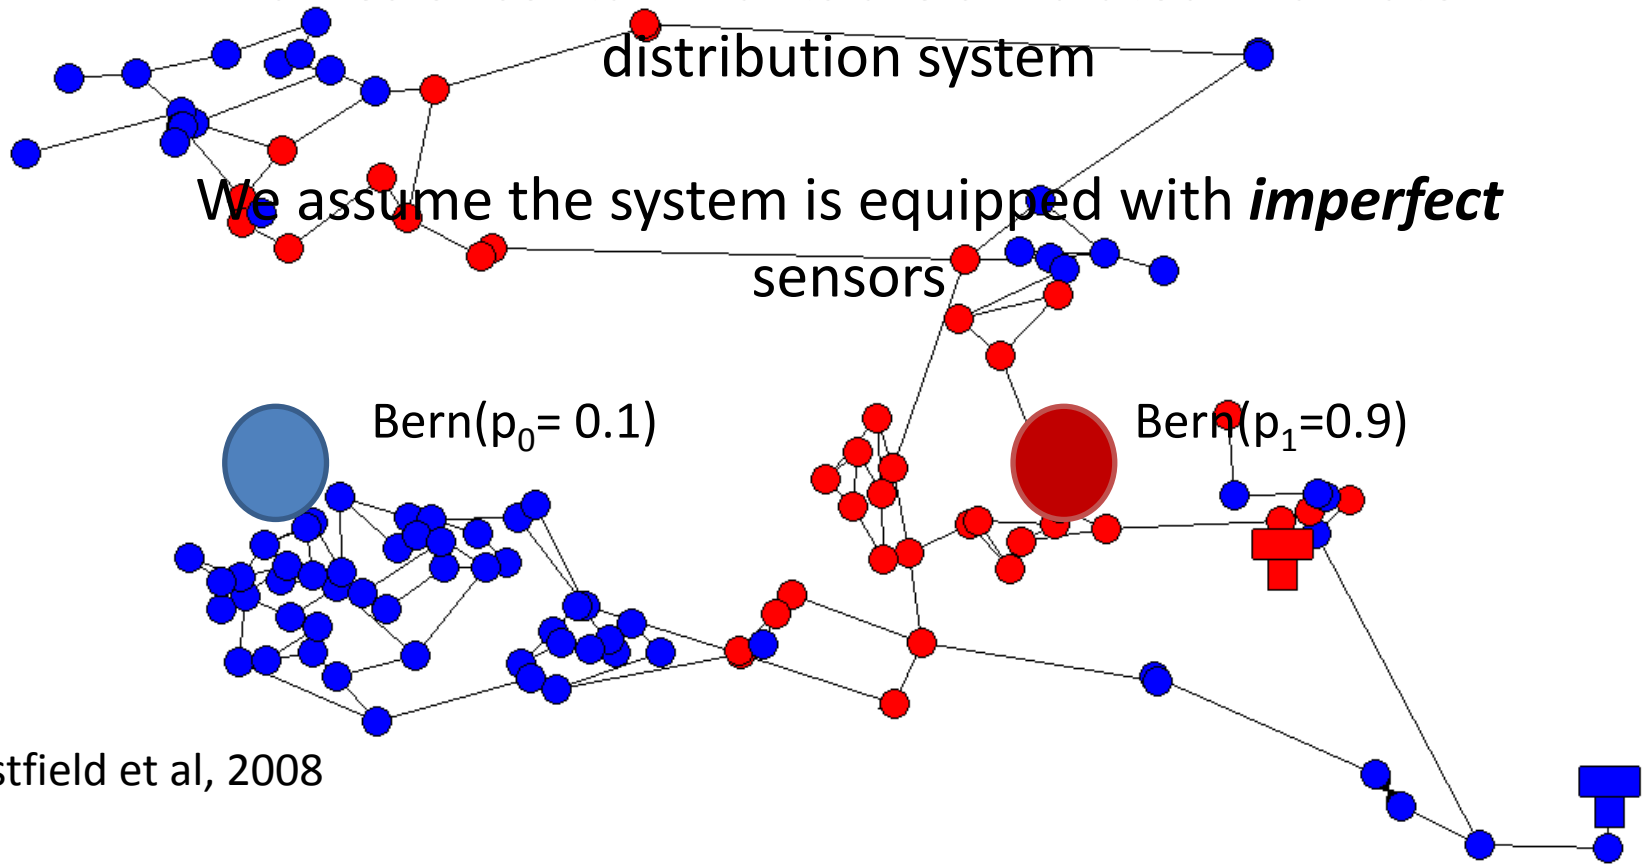 distribution system
We assume the system is equipped with imperfect
sensors
Bern(p₀= 0.1)
Bern(p₁=0.9)
et al, 2008